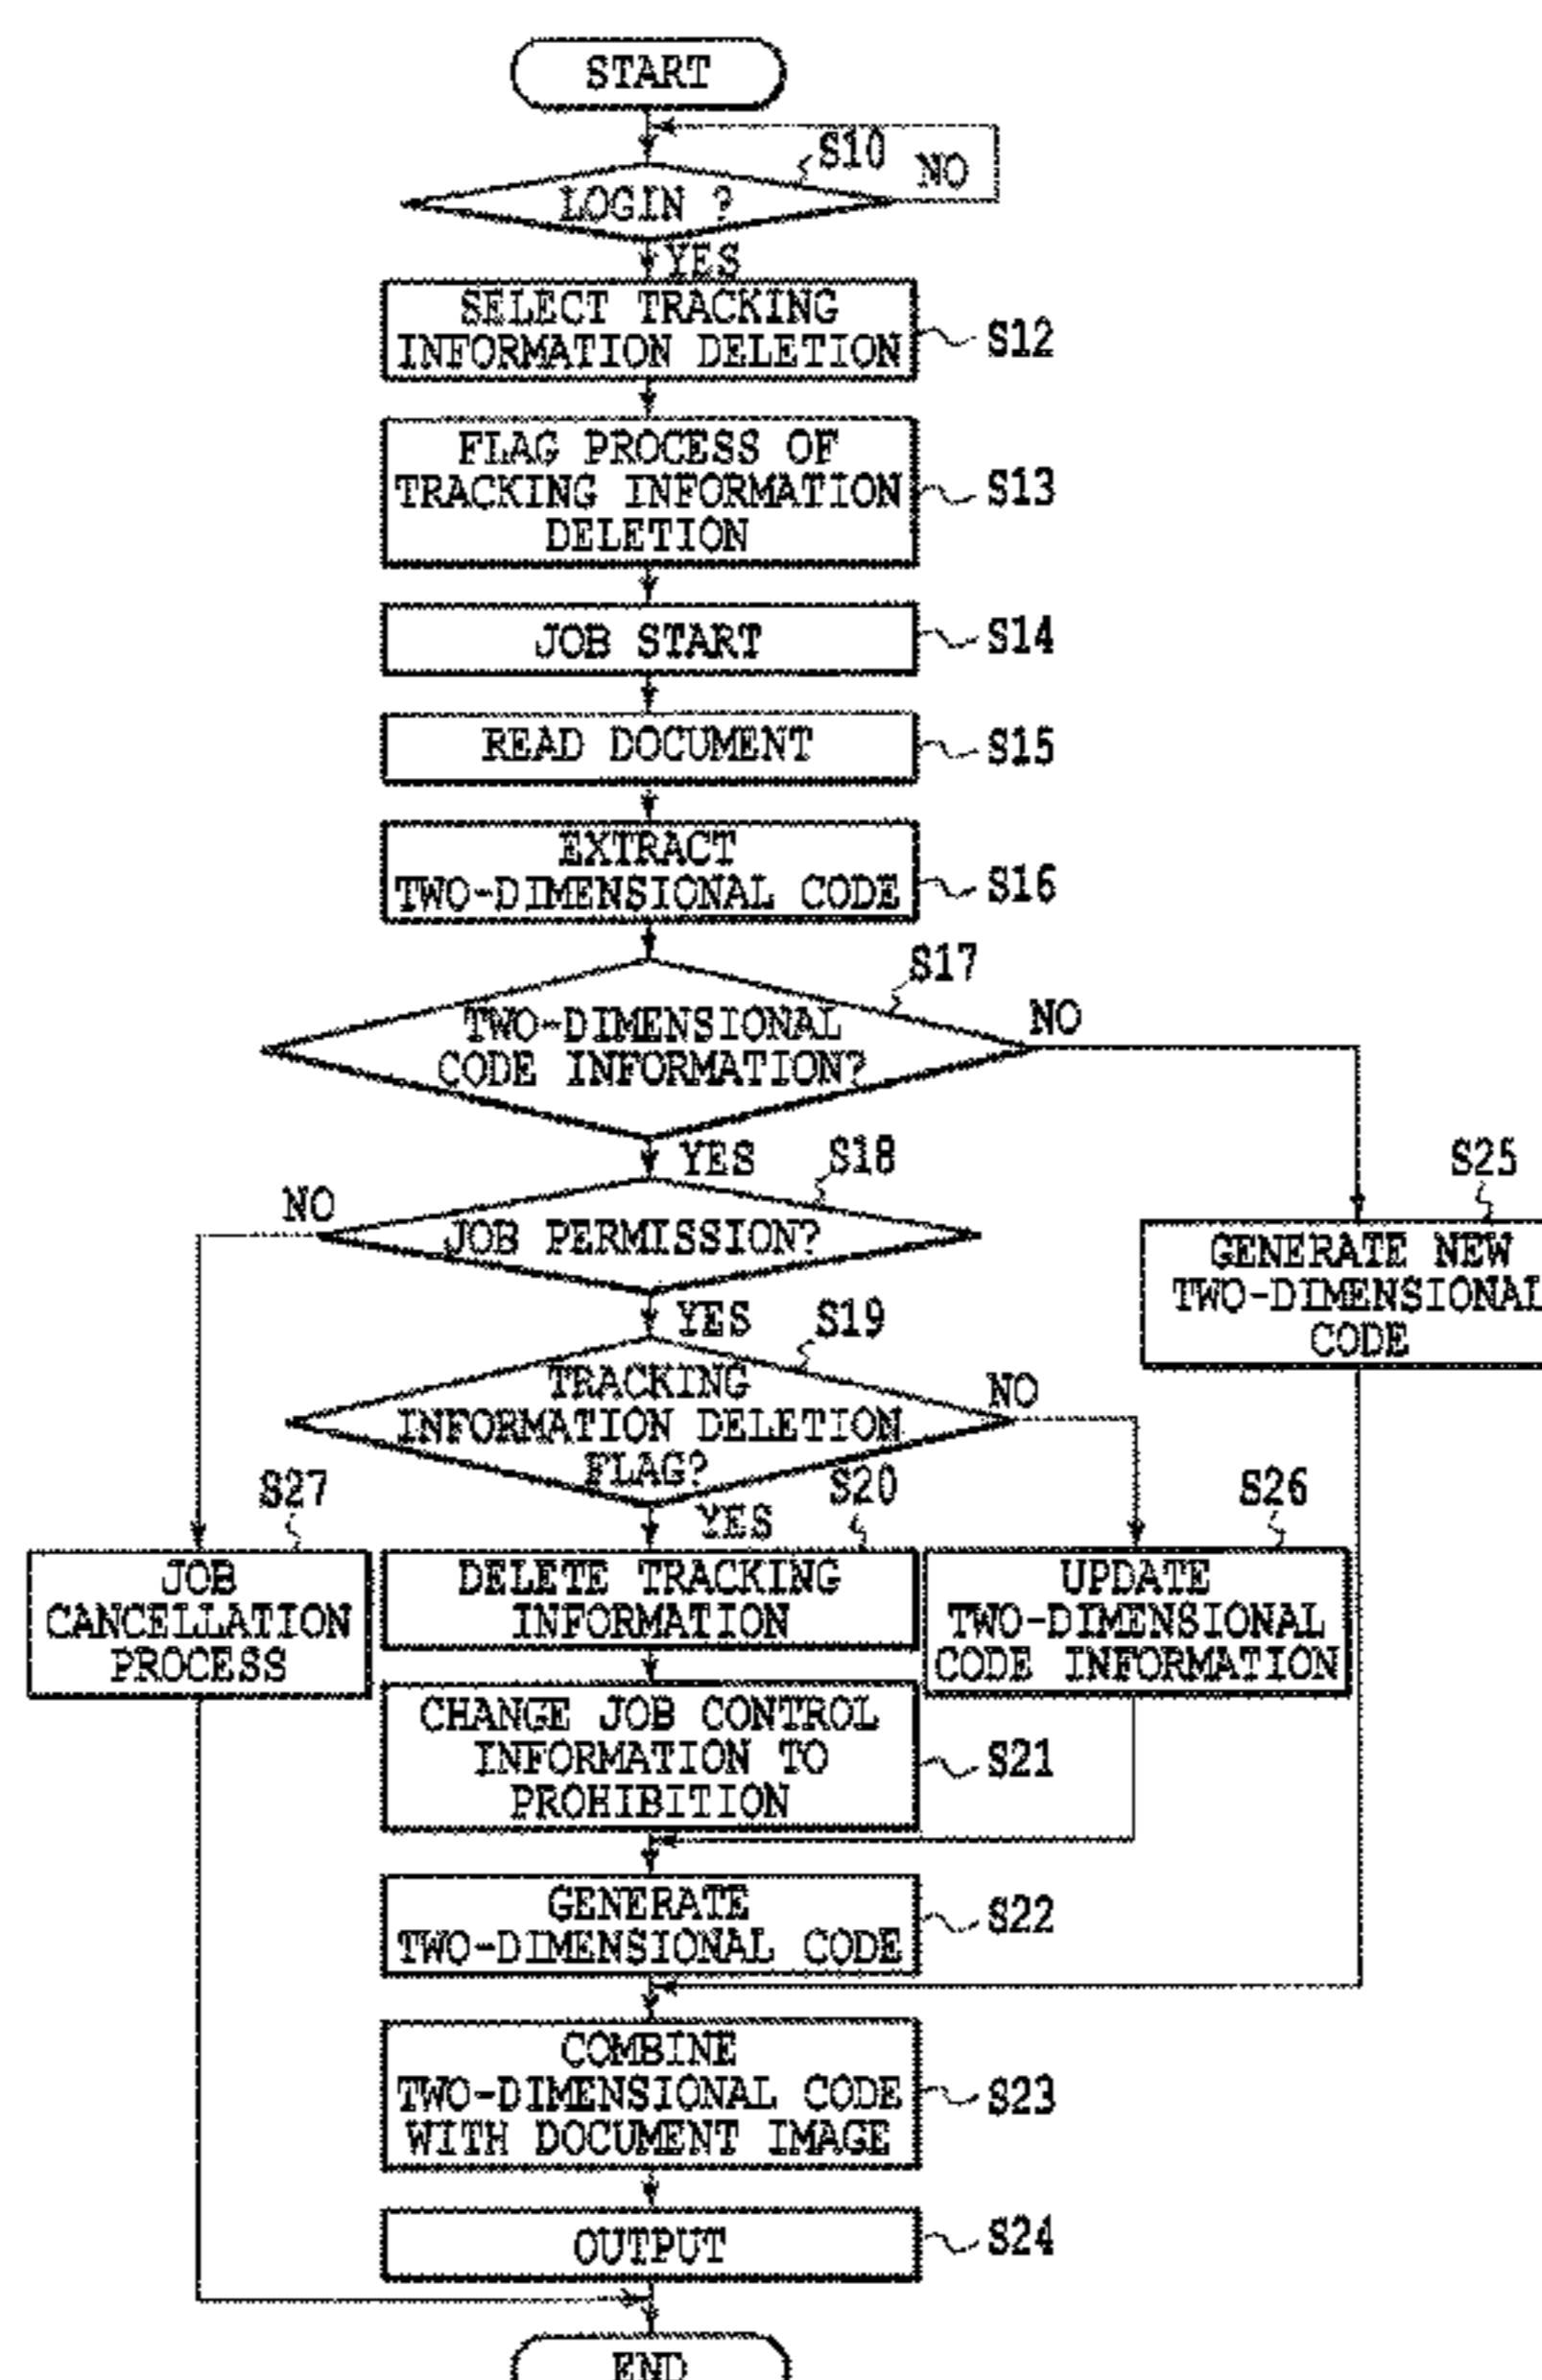 START
S10
NO
LOGIN ?
YES
SELECT TRACKING
INFORMATION DELETION
S12
FLAG PROCESS OF
TRACKING INFORMATION
DELETION
S13
JOB START
S14
READ DOCUMENT
S15
EXTRACT
TWO-DIMENSIONAL CODE
S16
S17
TWO-DIMENSIONAL
CODE INFORMATION?
NO
YES
S18
S25
NO
JOB PERMISSION?
GENERATE NEW
TWO-DIMENSIONAL
CODE
YES
S19
TRACKING
INFORMATION DELETION
FLAG?
NO
S27
YES
S20
S26
JOB
CANCELLATION
PROCESS
DELETE TRACKING
INFORMATION
UPDATE
TWO-DIMENSIONAL
CODE INFORMATION
CHANGE JOB CONTROL
INFORMATION TO
PROHIBITION
S21
GENERATE
TWO-DIMENSIONAL CODE
S22
COMBINE
TWO-DIMENSIONAL CODE
WITH DOCUMENT IMAGE
S23
OUTPUT
S24
END